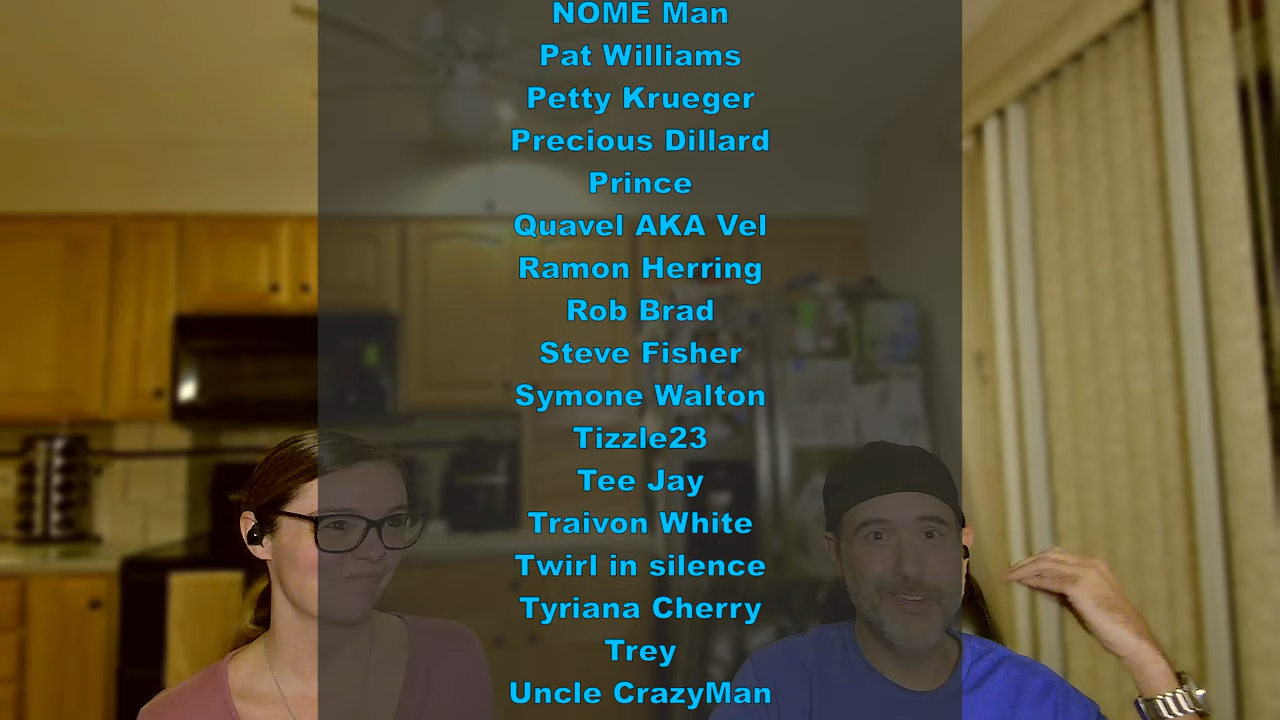 NOME Man
Pat Williams
Petty Krueger
Precious Dillard
Prince
Quavel AKA Vel
Ramon Herring
Rob Brad
Steve Fisher
Symone Walton
Tizzle23
Tee Jay
Traivon White
Twirl in silence
Tyriana Cherry
Trey
Uncle CrazyMan